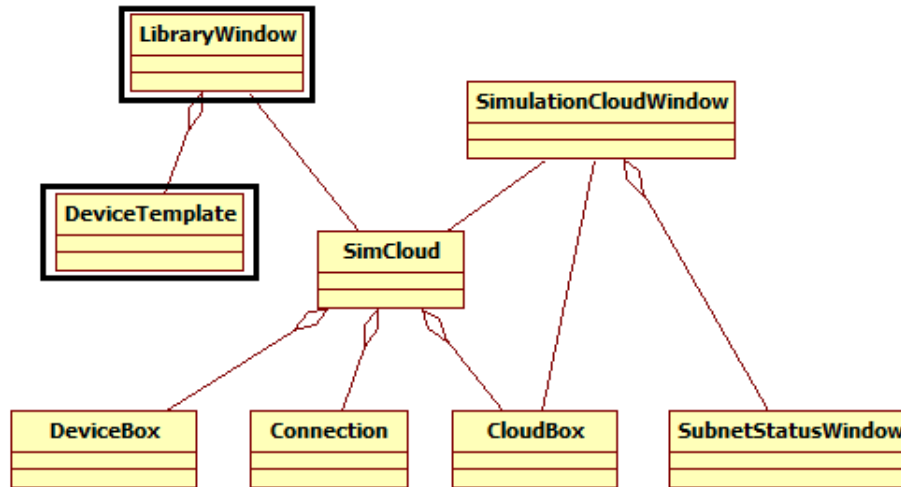 LibraryWindow
SimulationCloudWindow
DeviceTemplate
SimCloud
DeviceBox
Connection
CloudBox
SubnetStatusWindow